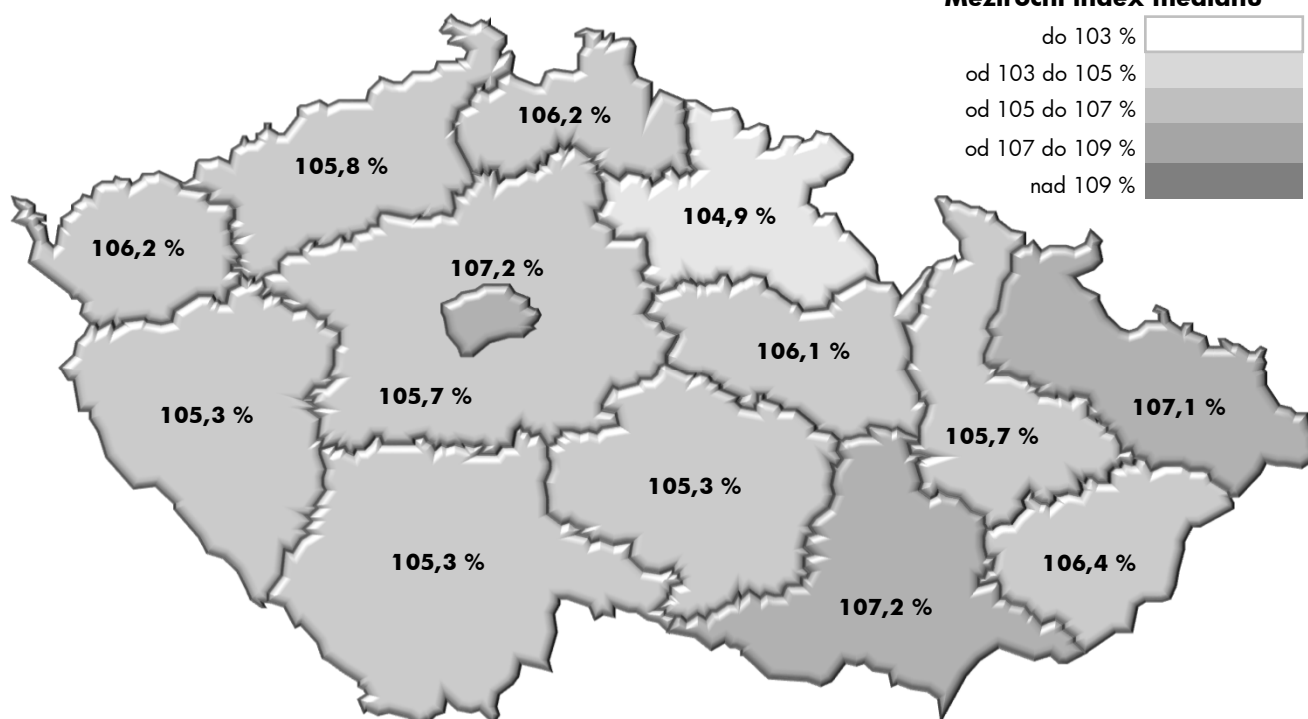 Meziroční index mediánu
do 103 %
od 103 do 105 %
od 105 do 107 %
od 107 do 109 %
nad 109 %
106,2 %
105,8 %
104,9 %
106,2 %
107,2 %
106,1 %
105,7 %
105,3 %
107,1 %
105,7 %
105,3 %
105,3 %
106,4 %
107,2 %